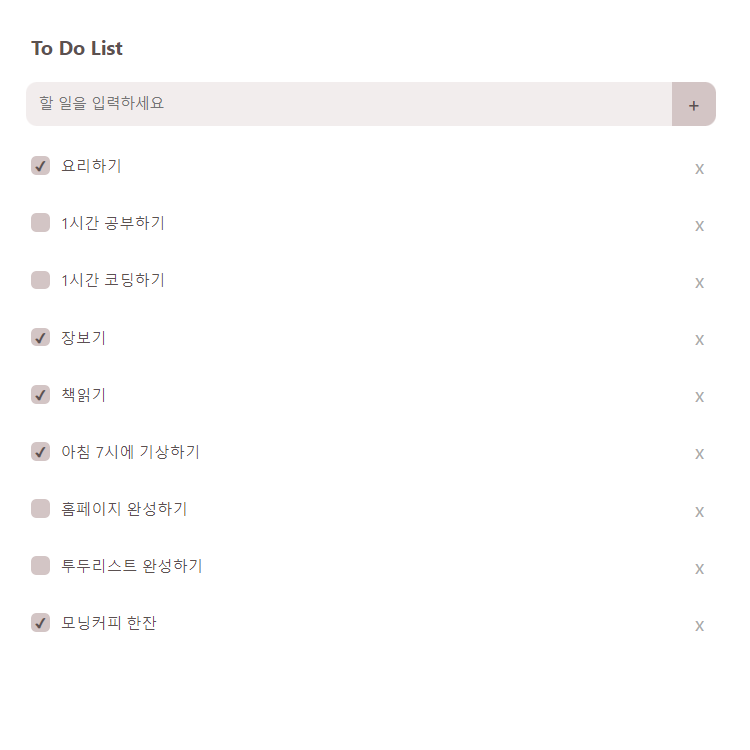 To Do List
할 일을 입력하세요 +
✔ 요리하기 x
1시간 공부하기 x
1시간 코딩하기 x
✔ 장보기 x
✔ 책읽기 x
✔ 아침 7시에 기상하기 x
홈페이지 완성하기 x
투두리스트 완성하기 x
✔ 모닝커피 한잔 x